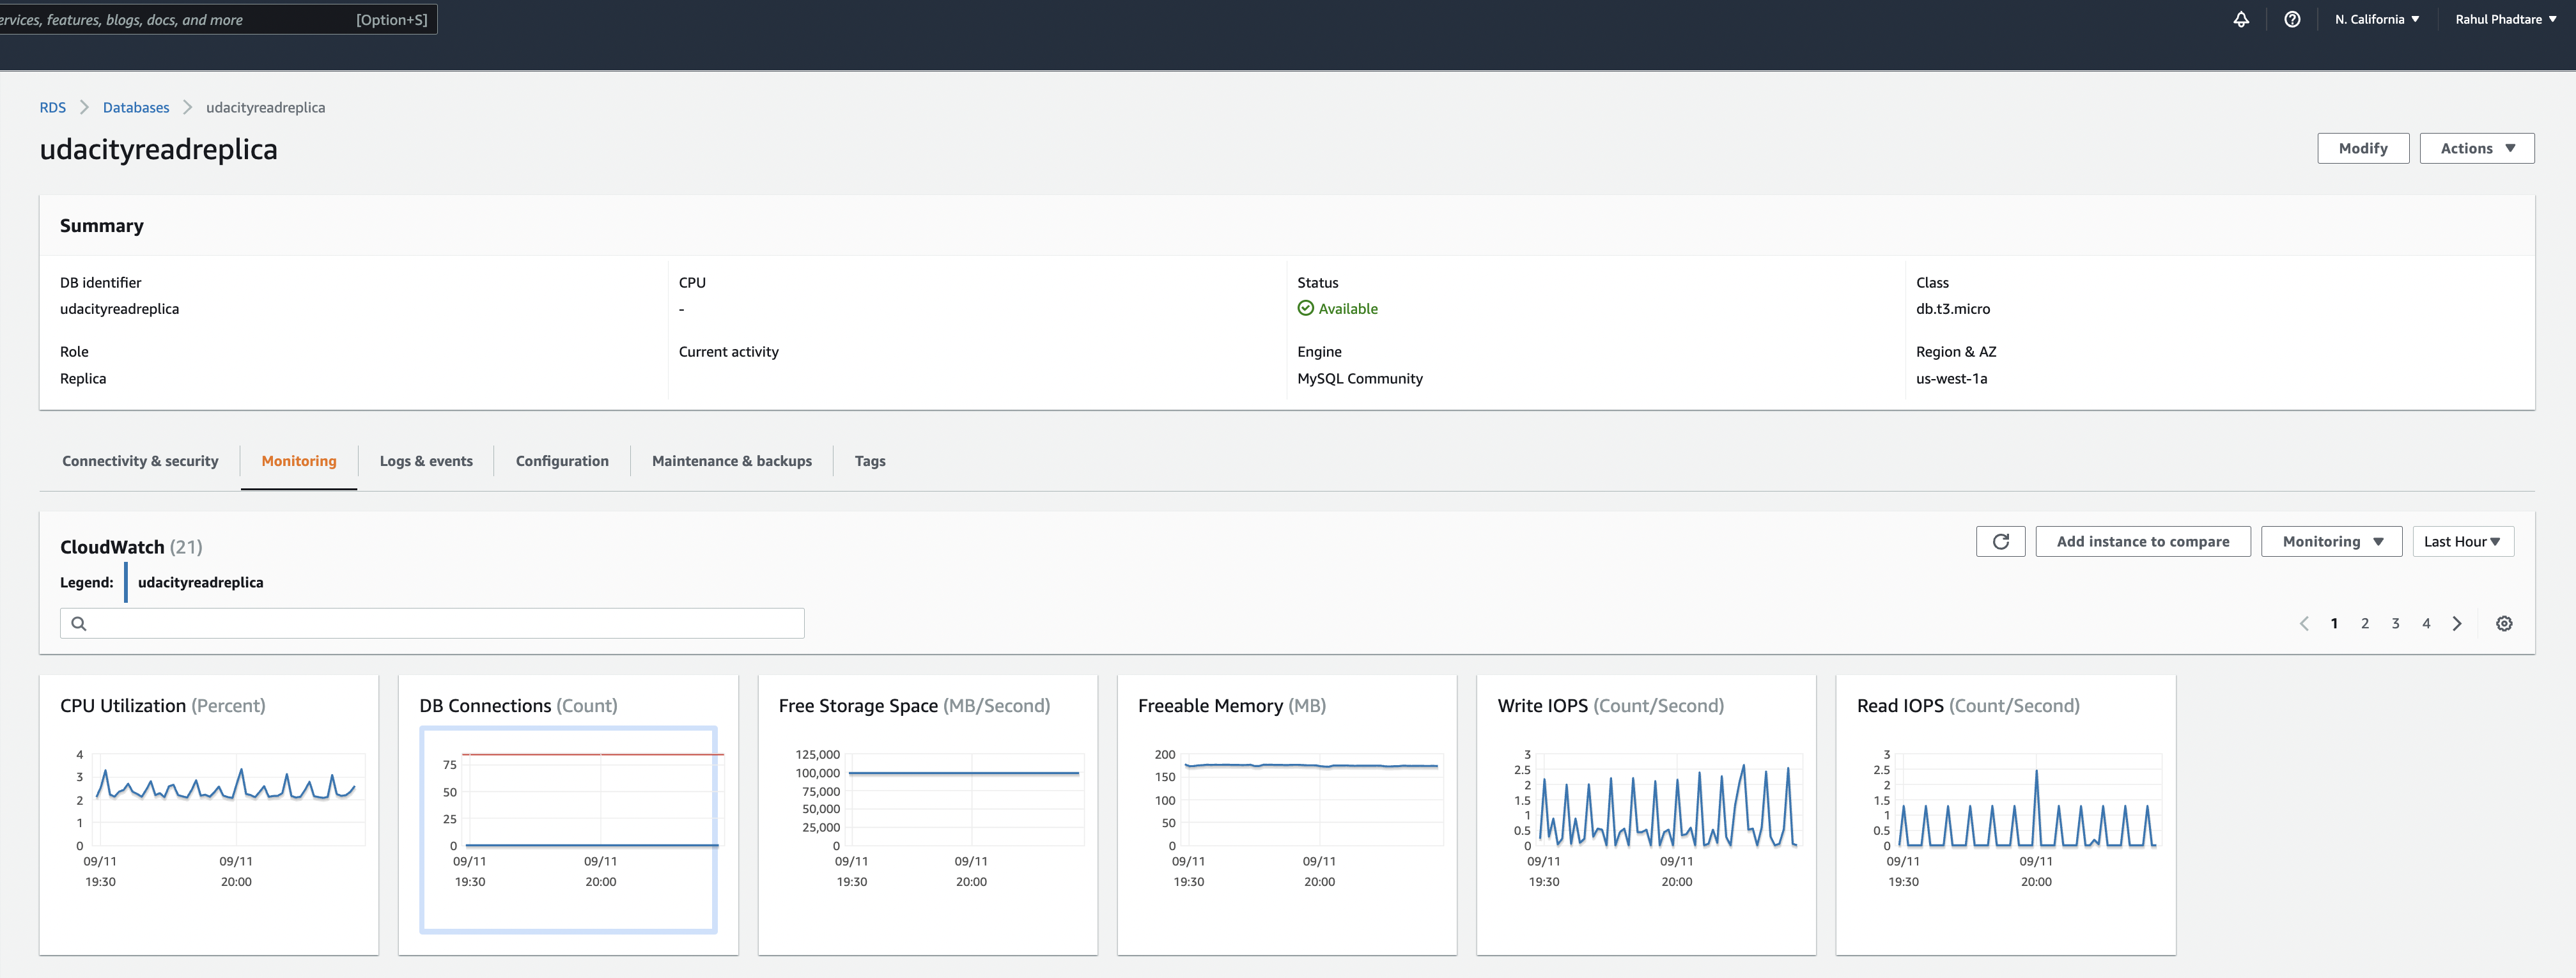 services, features, blogs, docs, and more [Option+S] N. California Rahul Phadtare
RDS Databases udacityreadreplica
udacityreadreplica
Modify Actions
Summary
DB identifier CPU Status Class
udacityreadreplica - Available db.t3.micro
Role Current activity Engine Region & AZ
Replica MySQL Community us-west-1a
Connectivity & security Monitoring Logs & events Configuration Maintenance & backups Tags
CloudWatch (21) Add instance to compare Monitoring Last Hour
Legend: udacityreadreplica
1 2 3 4
CPU Utilization (Percent)
4
3
2
1
0
09/11 09/11
19:30 20:00
DB Connections (Count)
75
50
25
0
09/11 09/11
19:30 20:00
Free Storage Space (MB/Second)
125,000
100,000
75,000
50,000
25,000
0
09/11 09/11
19:30 20:00
Freeable Memory (MB)
200
150
100
50
0
09/11 09/11
19:30 20:00
Write IOPS (Count/Second)
3
2.5
2
1.5
1
0.5
0
09/11 09/11
19:30 20:00
Read IOPS (Count/Second)
3
2.5
2
1.5
1
0.5
0
09/11 09/11
19:30 20:00